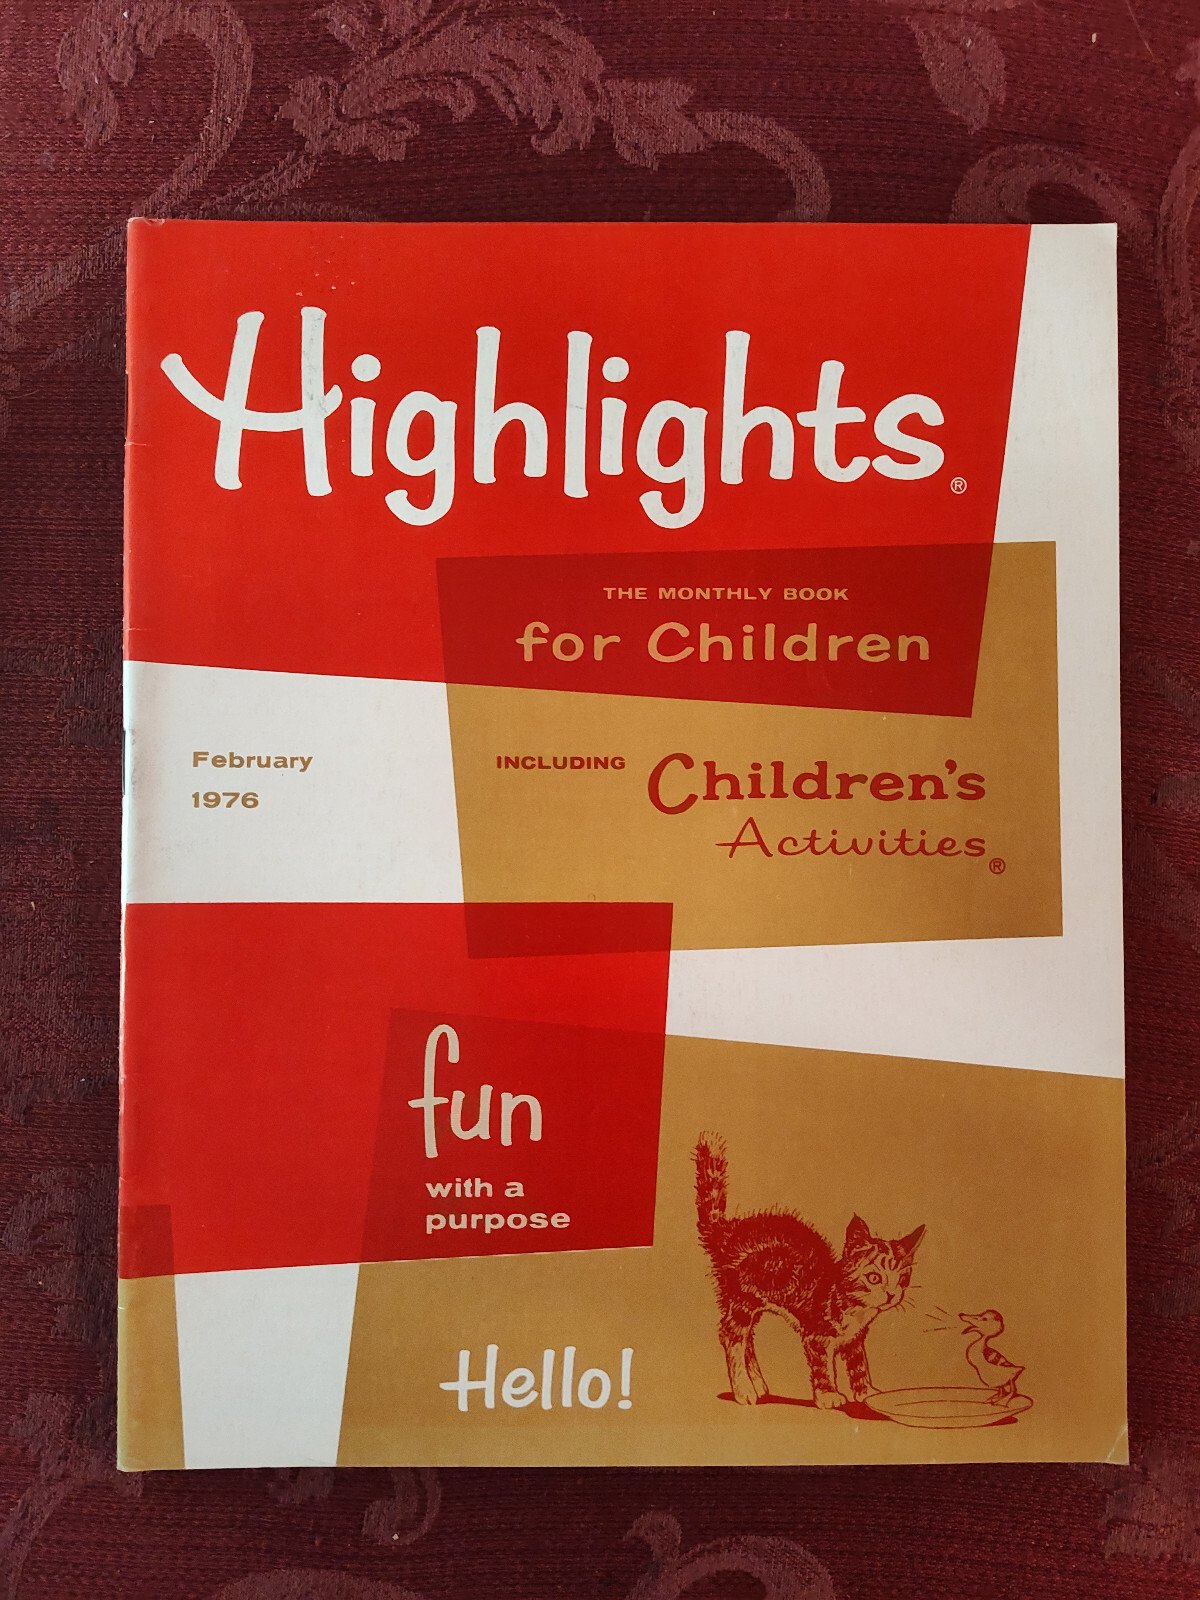 Highlights®
THE MONTHLY BOOK
for Children
February
1976
INCLUDING Children's
Activities®
fun
with a
purpose
Hello!